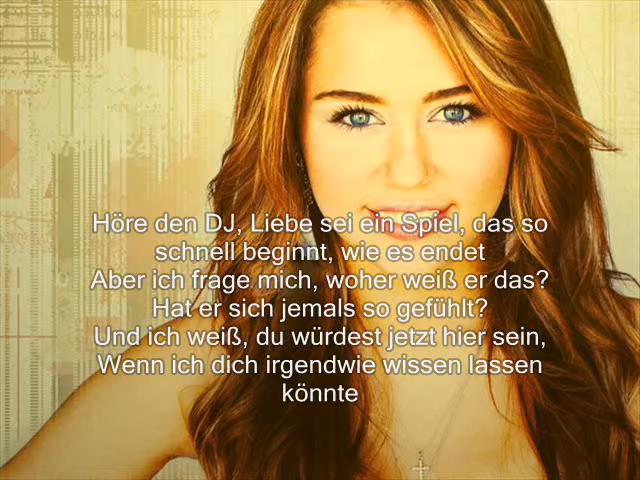 Höre den DJ, Liebe sei ein Spiel, das so
schnell beginnt, wie es endet
Aber ich frage mich, woher weiß er das?
Hat er sich jemals so gefühlt?
Und ich weiß, du würdest jetzt hier sein,
Wenn ich dich irgendwie wissen lassen
könnte